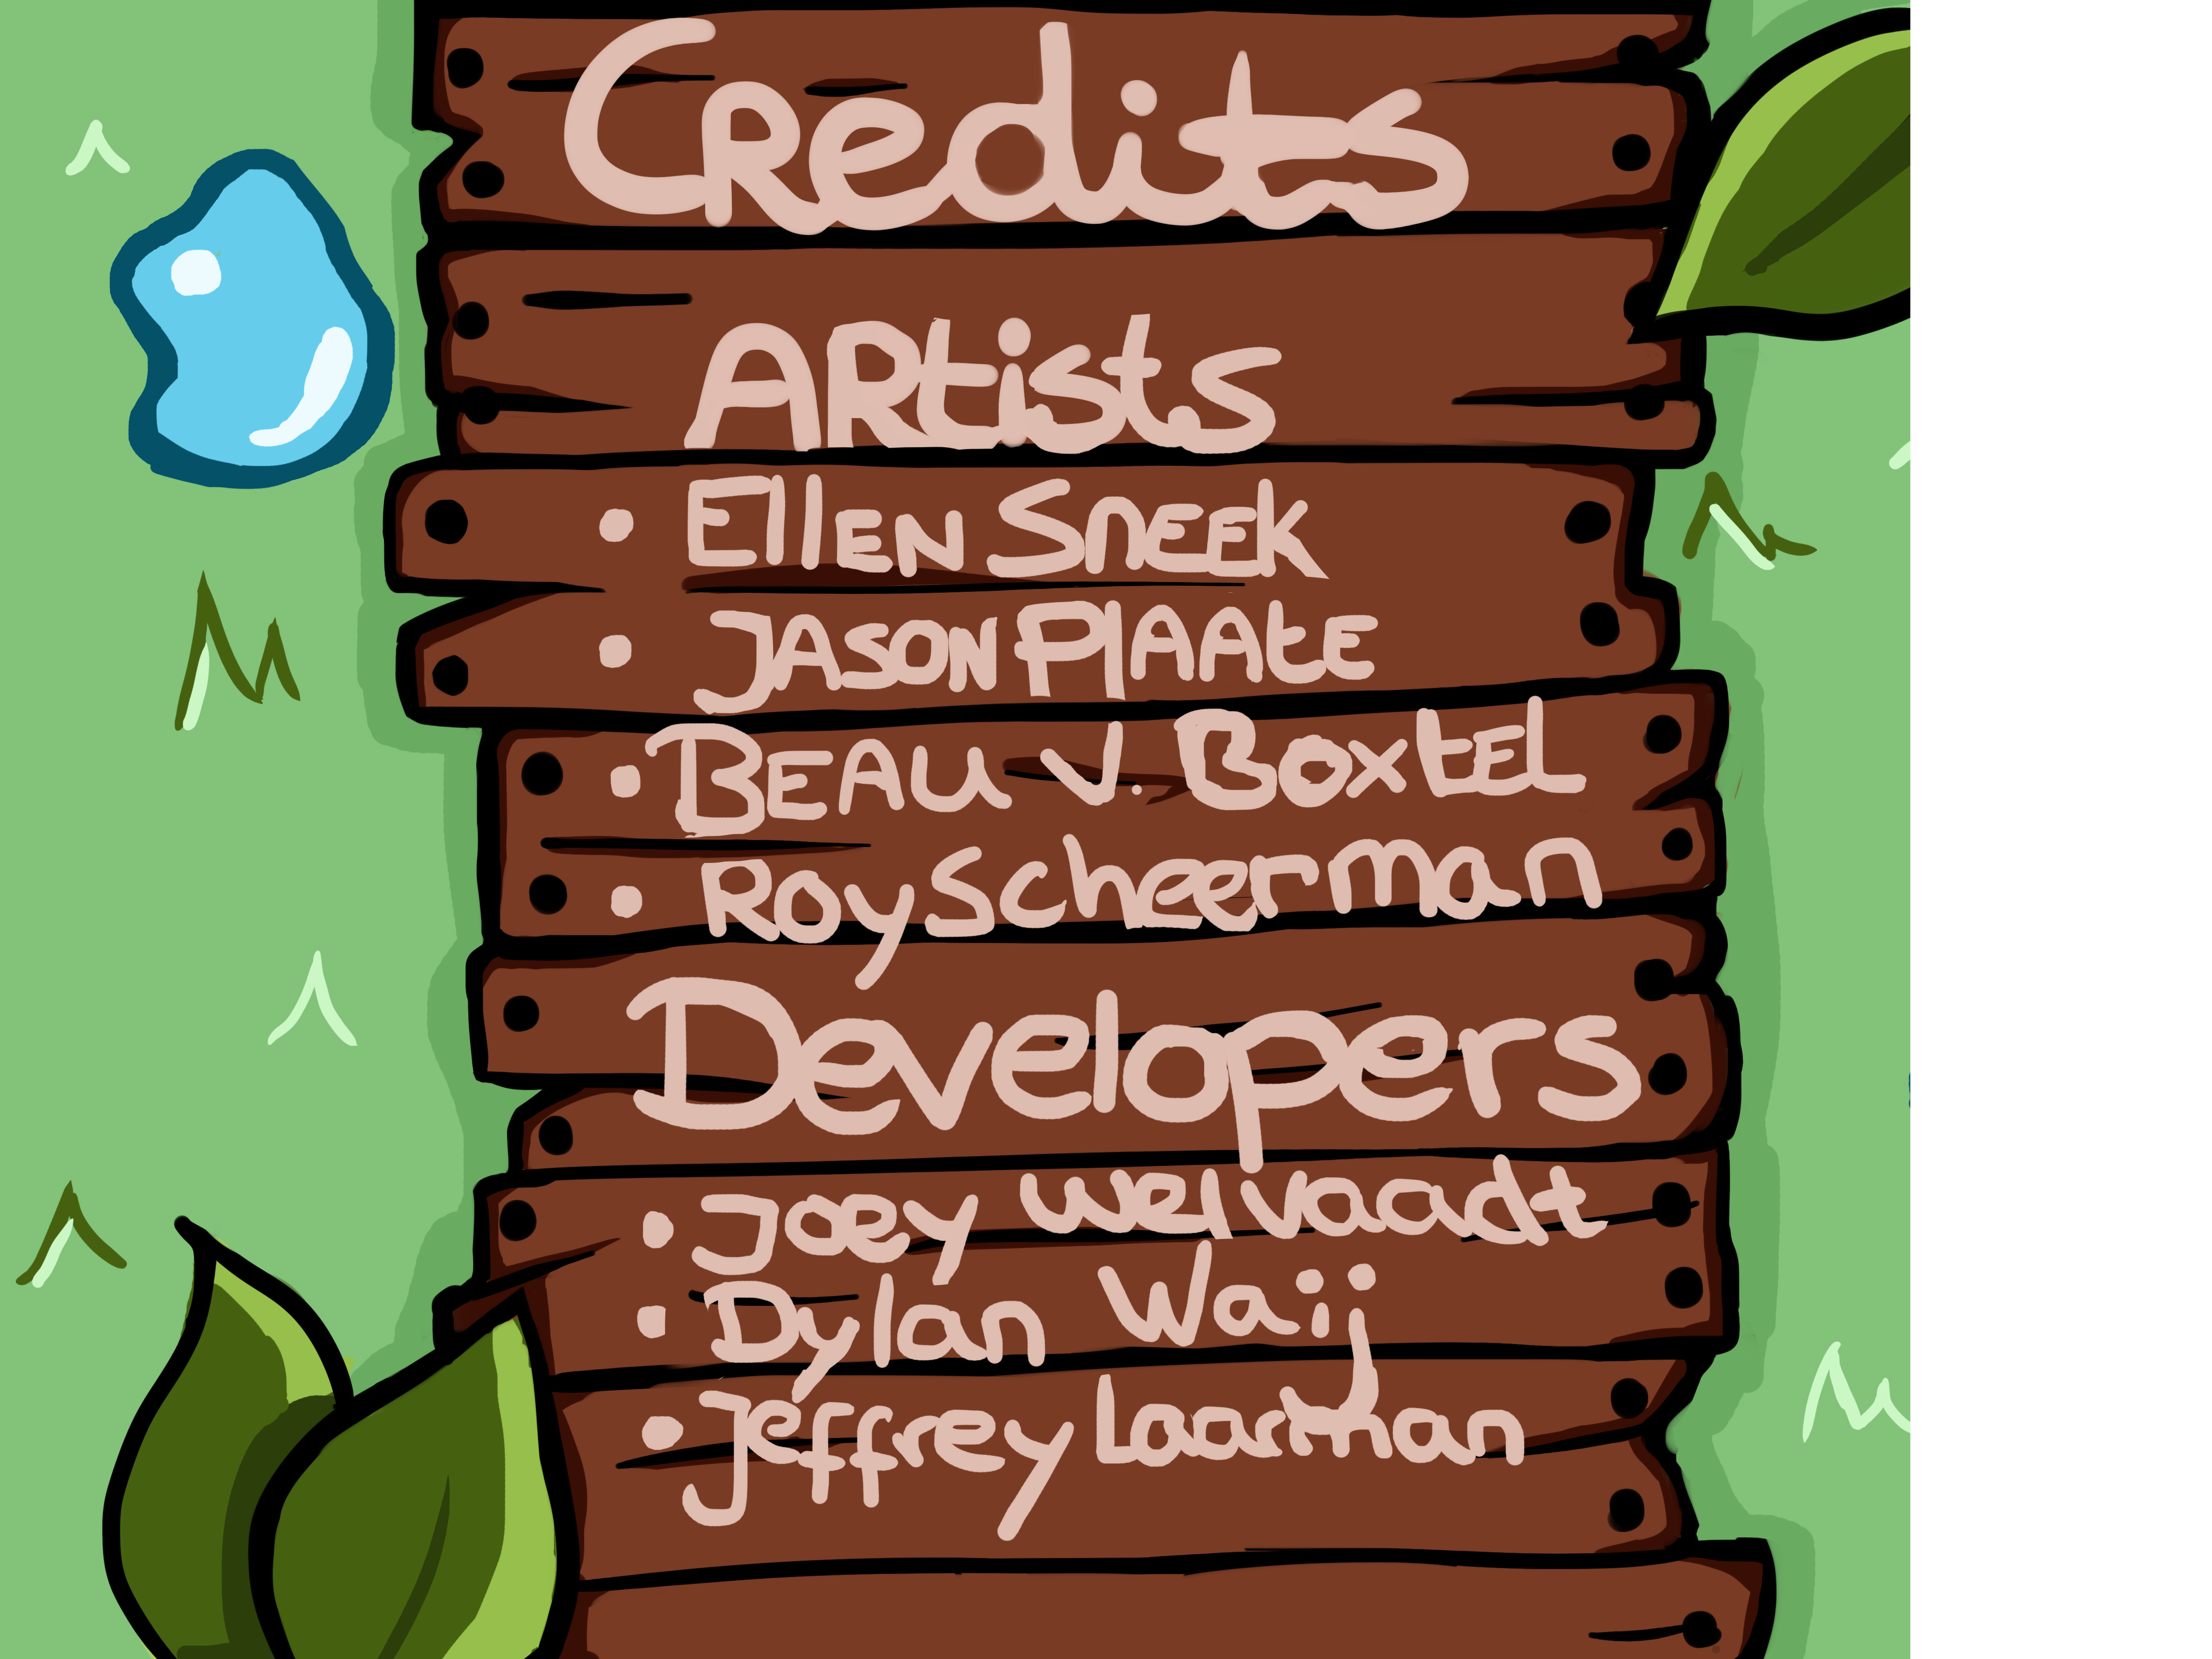 Credits
Artists
• Ellen Sneek
• Jason Plaate
• Beau v. Boxtel
• Roy Scheerman
Developers
• Joey Welvaadt
• Dylan Waij
• Jeffrey Laarman